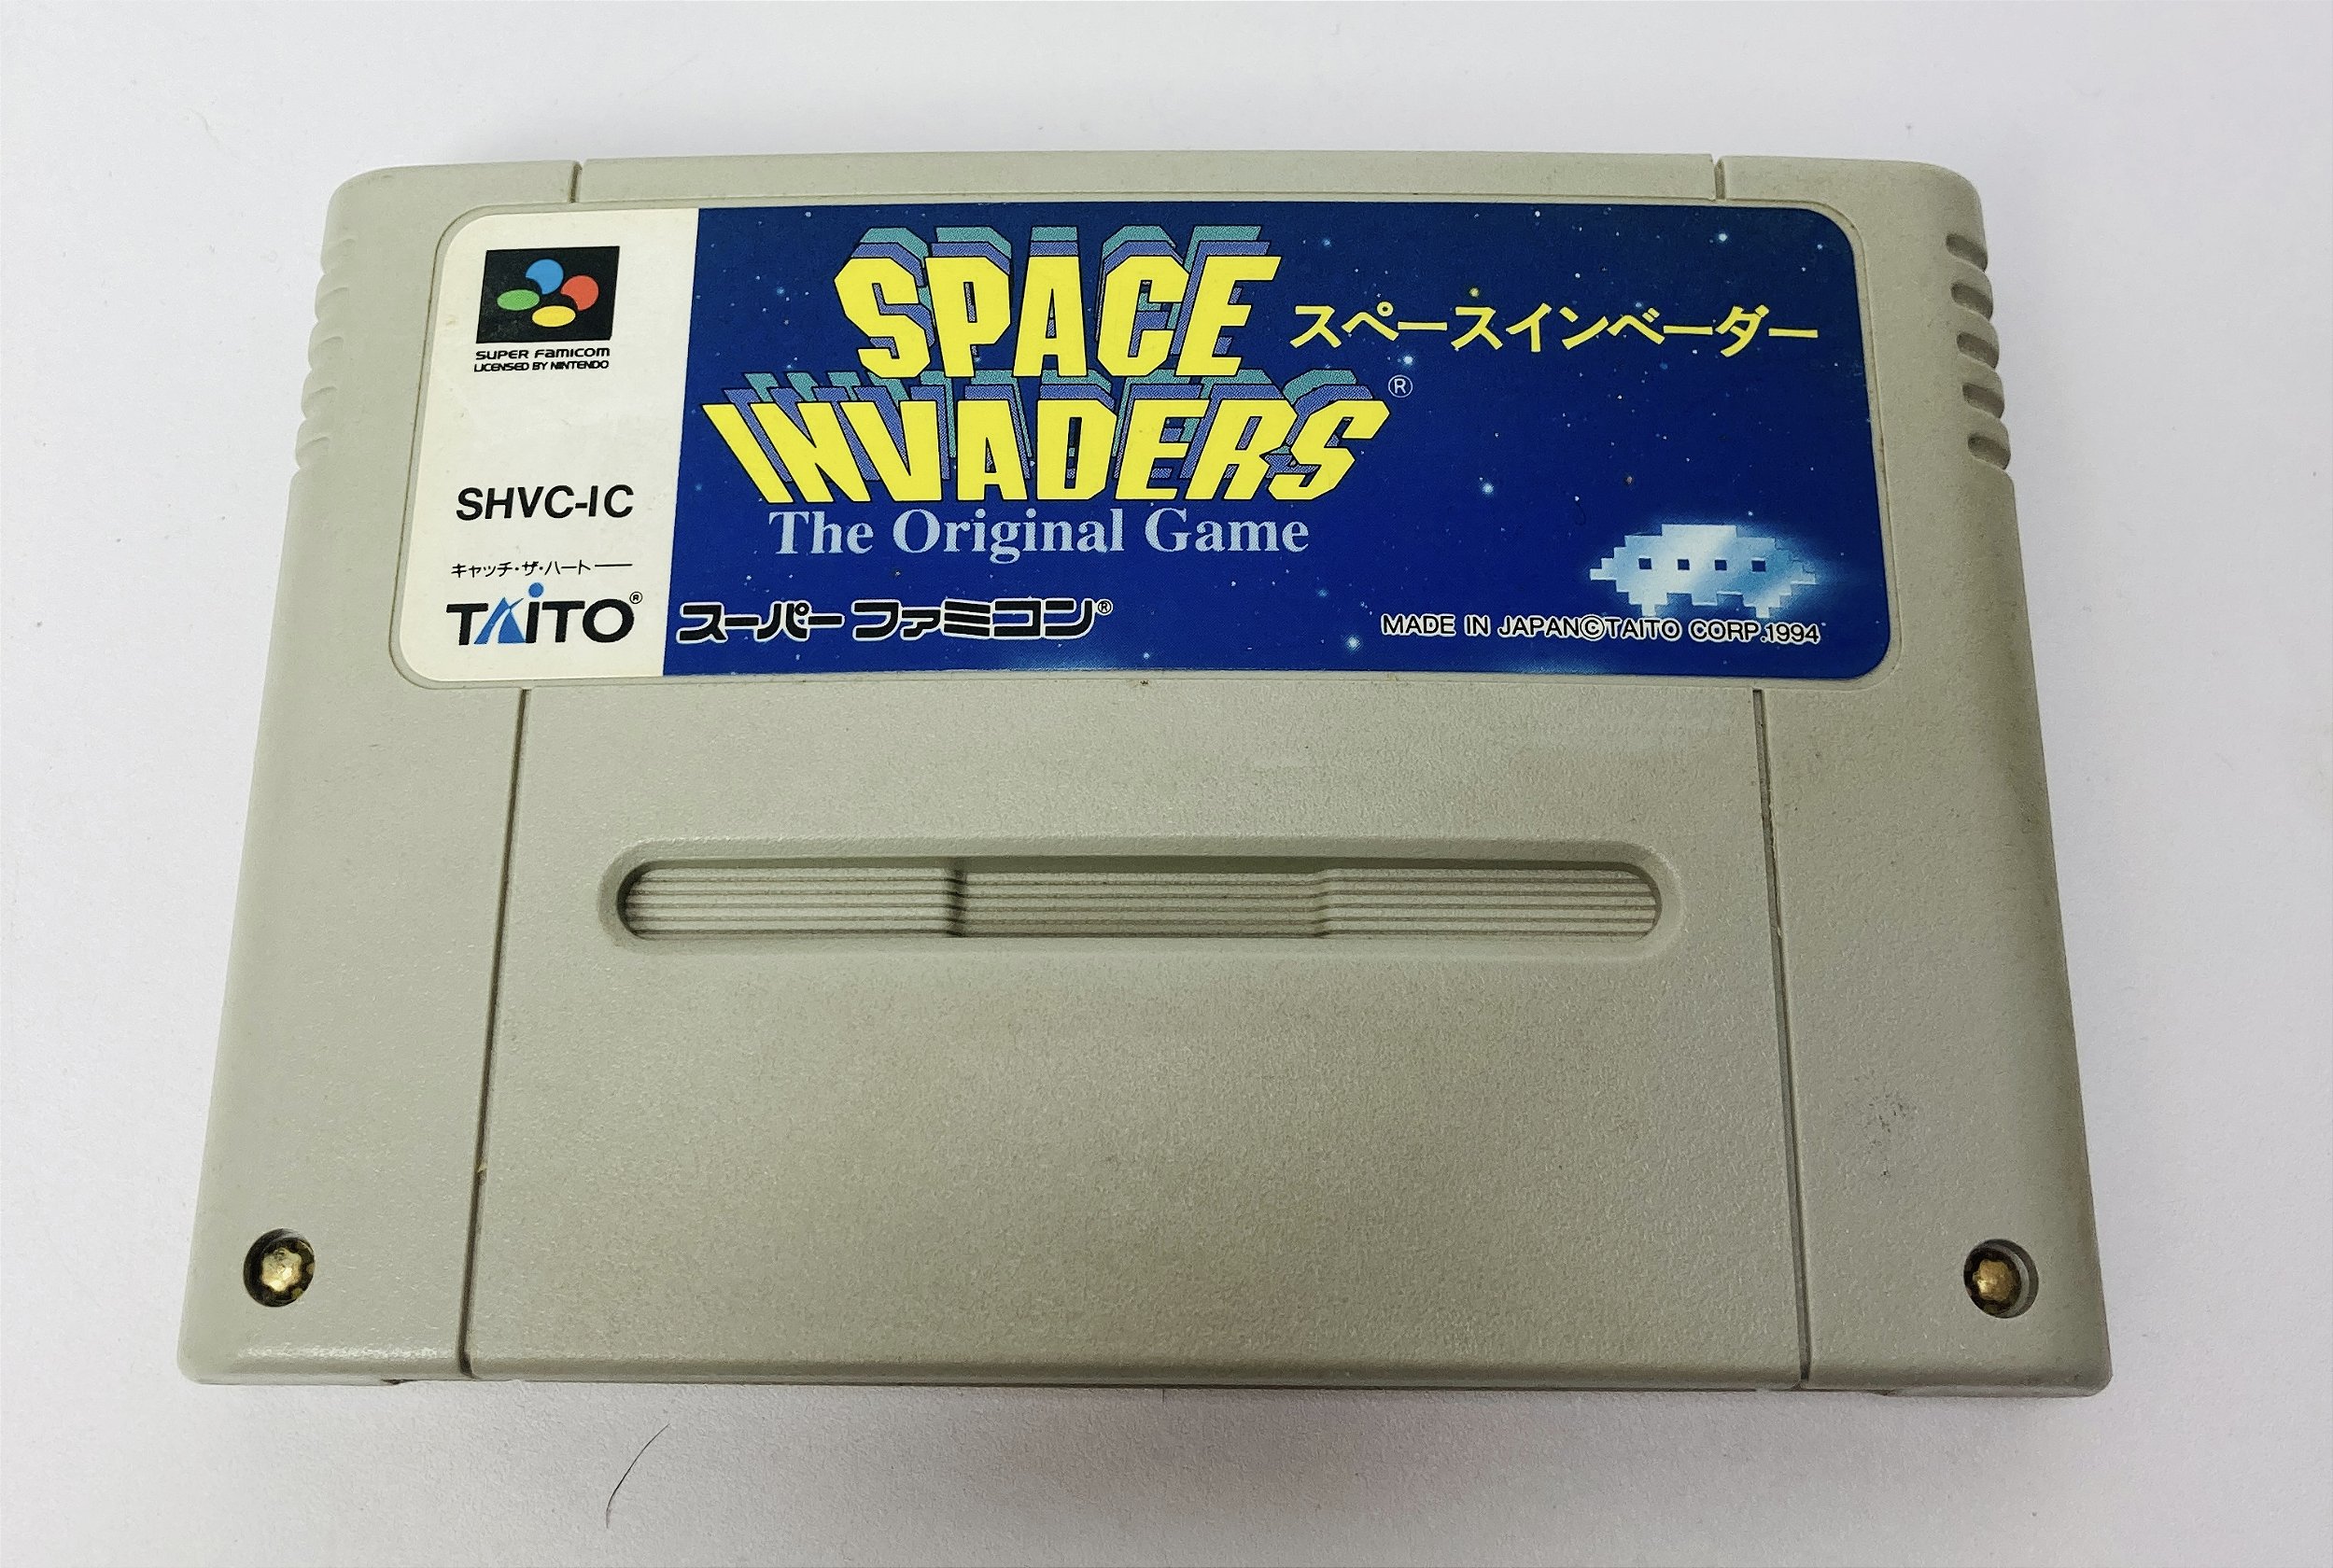 SUPER FAMICOM
LICENSED BY NINTENDO
SHVC-IC
キャッチ・ザ・ハート
TAITO®
SPACE
INVADERS®
The Original Game
スペースインベーダー
スーパーファミコン®
MADE IN JAPAN©TAITO CORP.1994